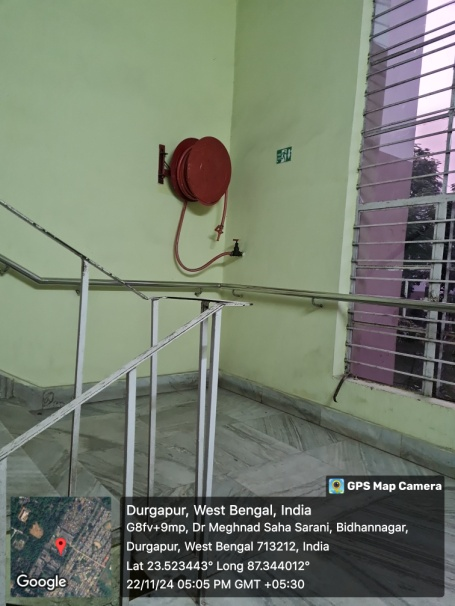 GPS Map Camera
Durgapur, West Bengal, India
G8fv+9mp, Dr Meghnad Saha Sarani, Bidhannagar,
Durgapur, West Bengal 713212, India
Lat 23.523443° Long 87.344012°
22/11/24 05:05 PM GMT +05:30
Google